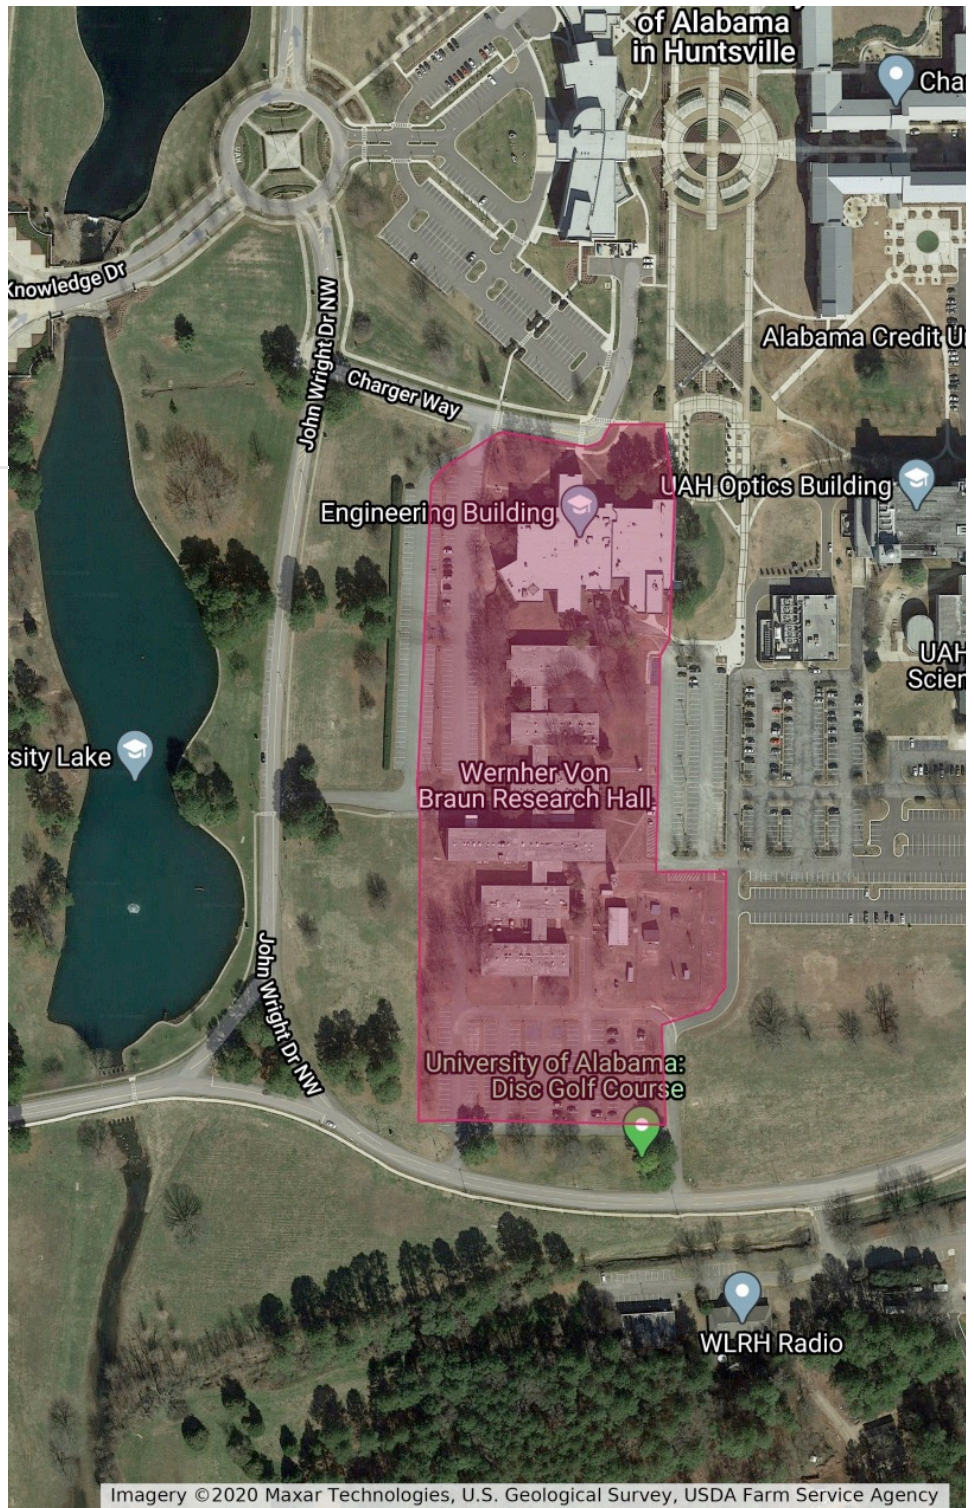 of Alabama
in Huntsville
Cha
Knowledge Dr
John Wright Dr NW
Alabama Credit Un
Charger Way
UAH Optics Building
Engineering Building
UAH
Scien
rsity Lake
Wernher Von
Braun Research Hall
John Wright Dr NW
University of Alabama:
Disc Golf Course
WLRH Radio
Imagery ©2020 Maxar Technologies, U.S. Geological Survey, USDA Farm Service Agency